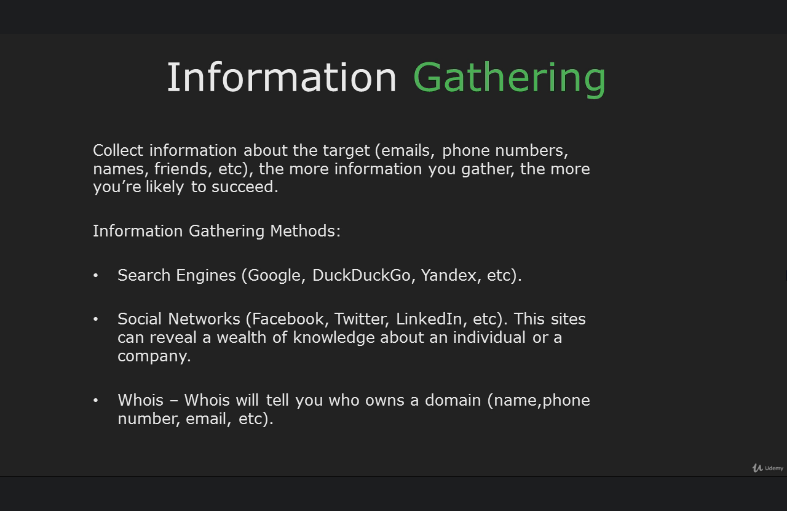 Information Gathering
Collect information about the target (emails, phone numbers,
names, friends, etc), the more information you gather, the more
you're likely to succeed.
Information Gathering Methods:
• Search Engines (Google, DuckDuckGo, Yandex, etc).
• Social Networks (Facebook, Twitter, LinkedIn, etc). This sites
can reveal a wealth of knowledge about an individual or a
company.
• Whois – Whois will tell you who owns a domain (name,phone
number, email, etc).
Udemy